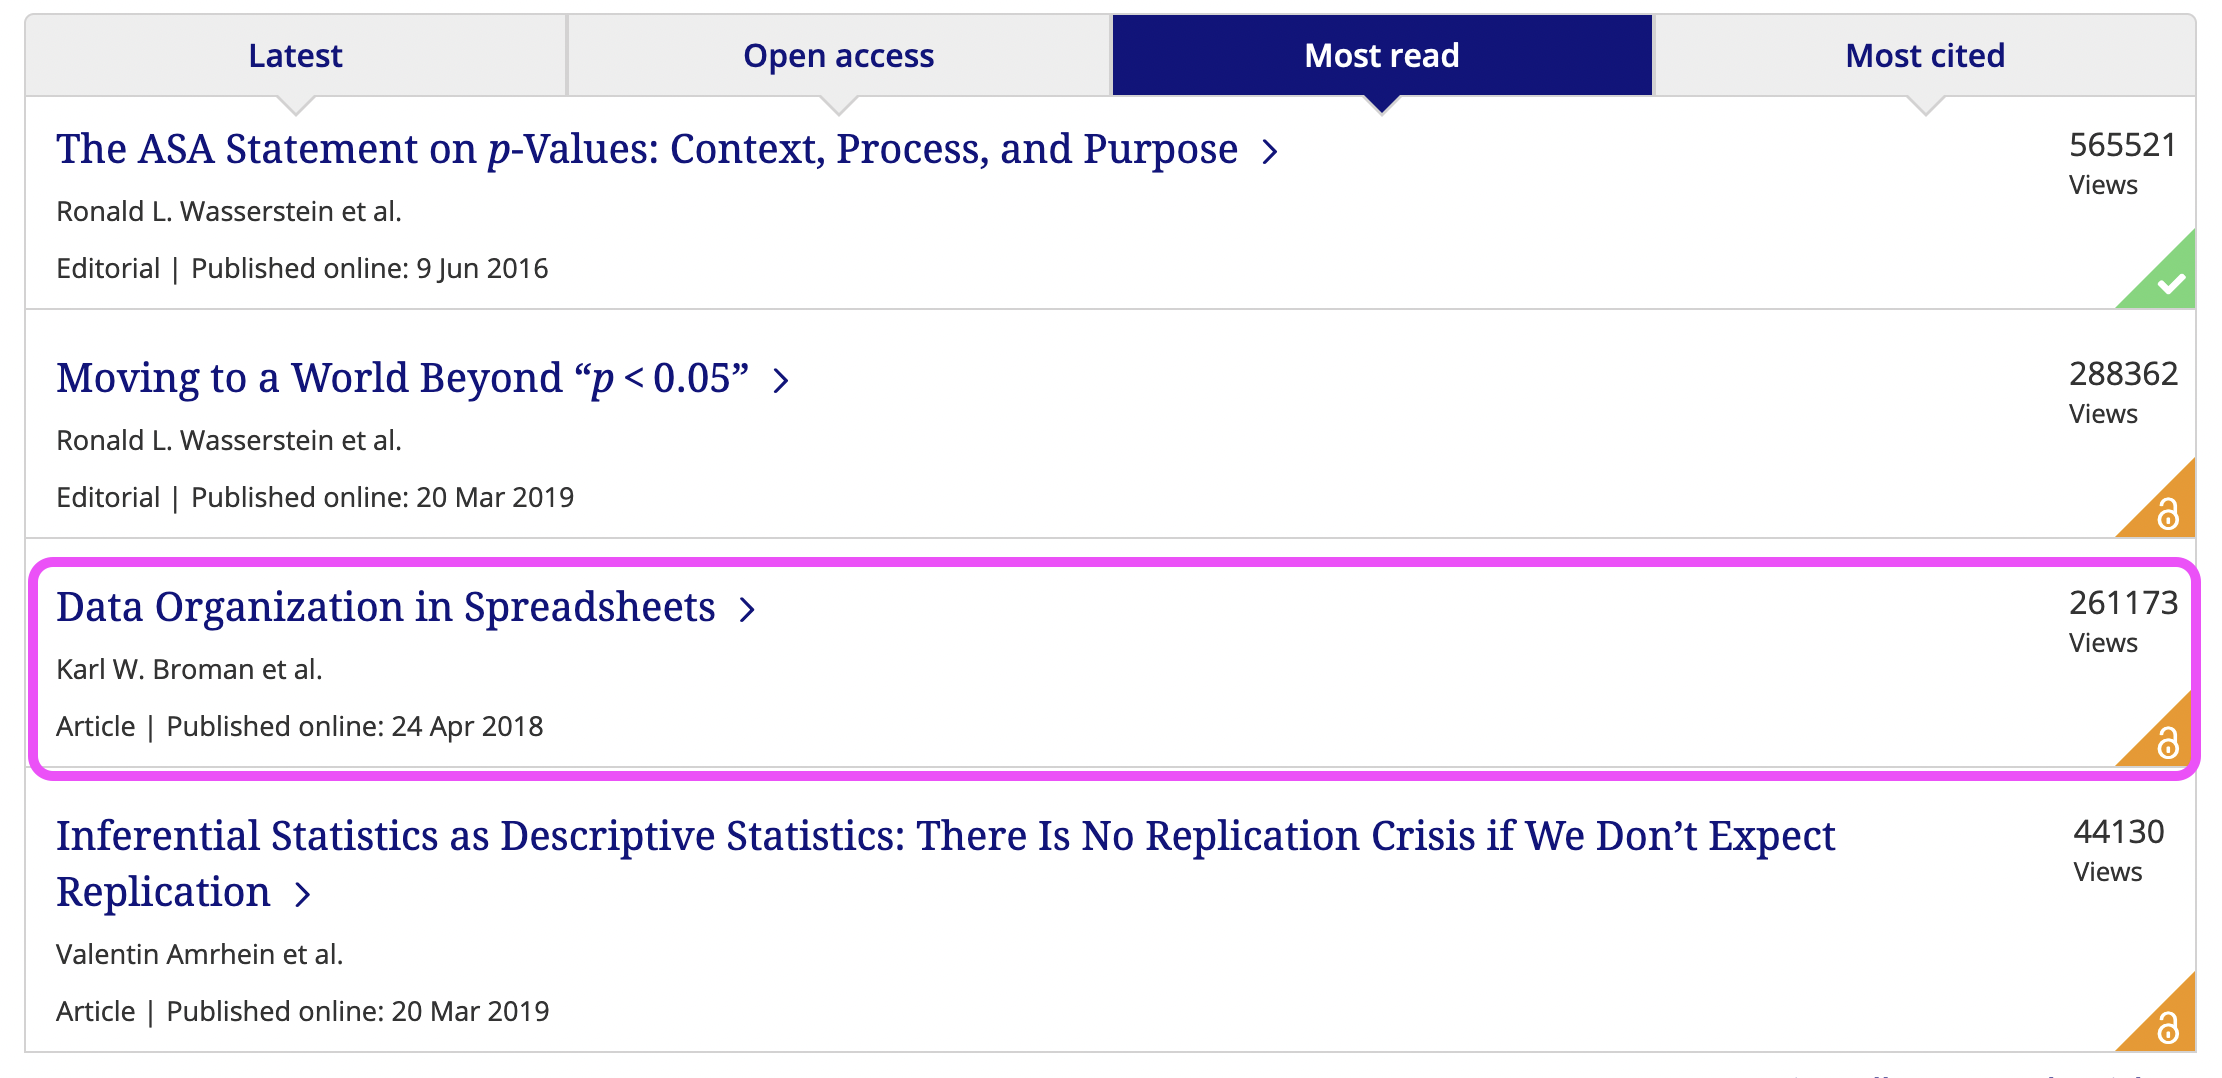 Latest
Open access
Most read
Most cited
The ASA Statement on p-Values: Context, Process, and Purpose
565521
Views
Ronald L. Wasserstein et al.
Editorial | Published online: 9 Jun 2016
Moving to a World Beyond “p < 0.05”
288362
Views
Ronald L. Wasserstein et al.
Editorial | Published online: 20 Mar 2019
Data Organization in Spreadsheets
261173
Views
Karl W. Broman et al.
Article | Published online: 24 Apr 2018
Inferential Statistics as Descriptive Statistics: There Is No Replication Crisis if We Don’t Expect
Replication
44130
Views
Valentin Amrhein et al.
Article | Published online: 20 Mar 2019